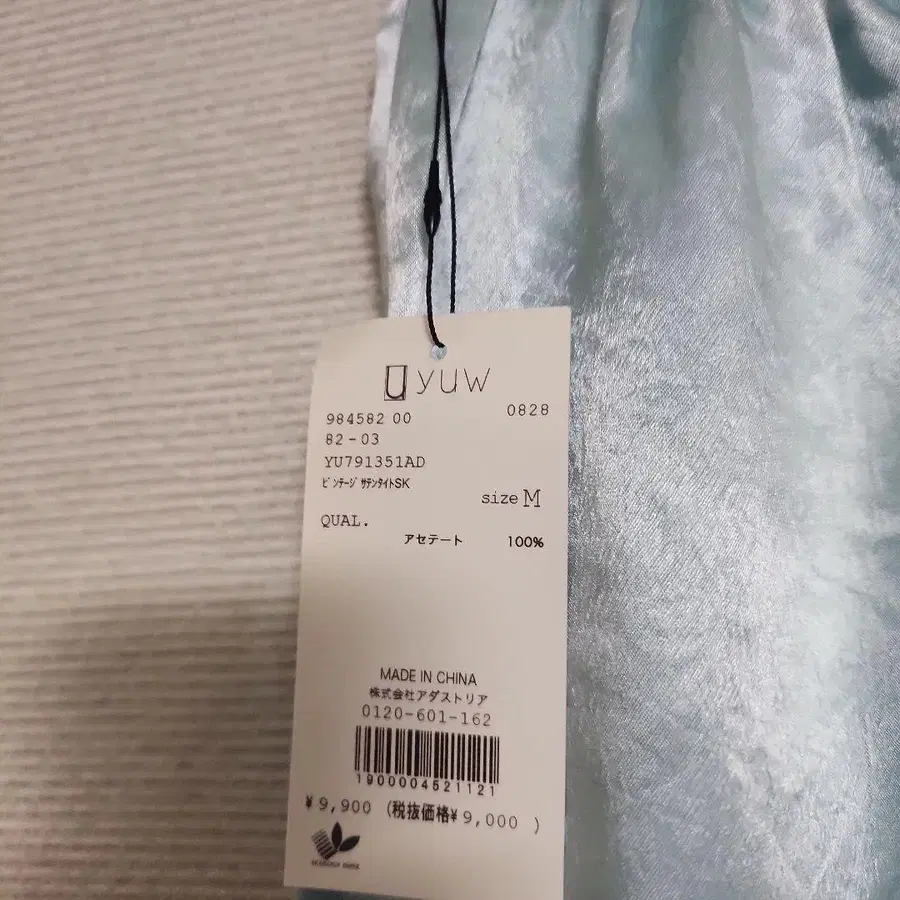 u yuw
984582 00 0828
82-03
YU791351AD
ﾋﾞﾝﾃｰｼﾞ ｻﾃﾝﾀｲﾄSK
size M
QUAL.
アセテート 100%
MADE IN CHINA
株式会社アダストリア
0120-601-162
1900004521121
¥9,900 (税抜価格¥ 9,000 )